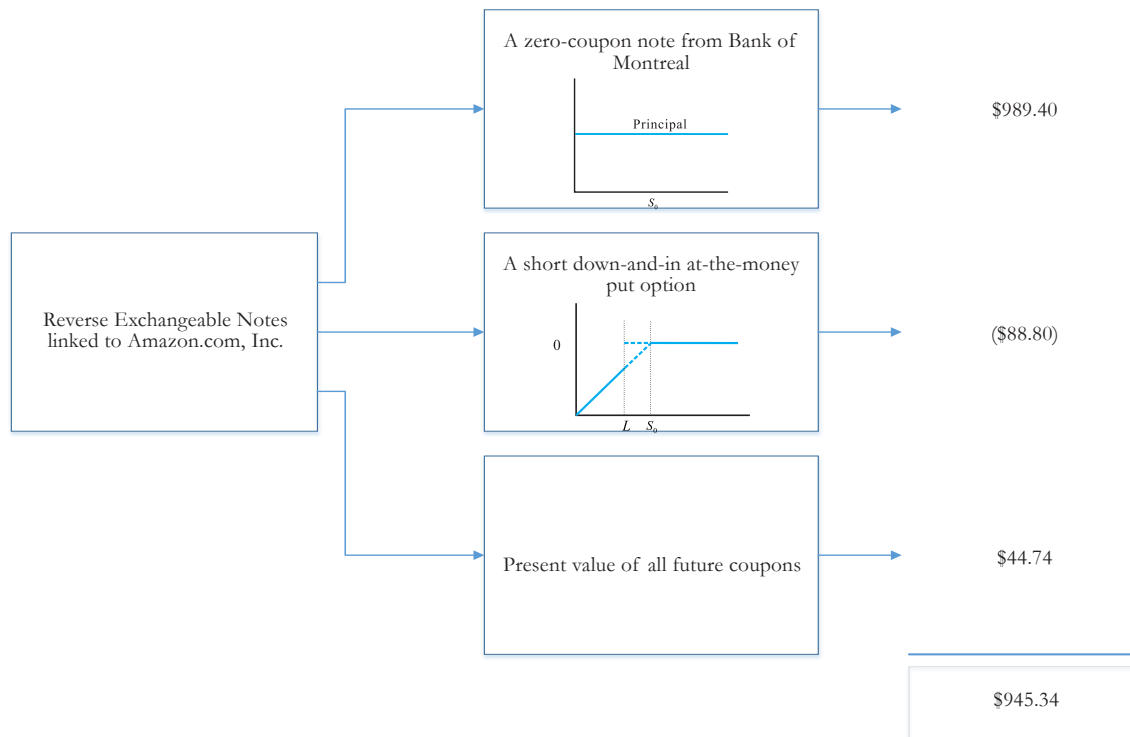 A zero-coupon note from Bank of
Montreal
Principal
S₀
$989.40
Reverse Exchangeable Notes
linked to Amazon.com, Inc.
A short down-and-in at-the-money
put option
0
L S₀
($88.80)
Present value of all future coupons
$44.74
$945.34